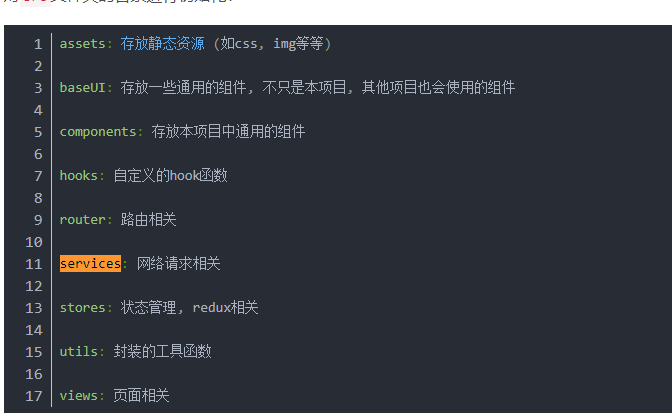 1 assets: 存放静态资源 (如css, img等等)
2
3 baseUI: 存放一些通用的组件, 不只是本项目, 其他项目也会使用的组件
4
5 components: 存放本项目中通用的组件
6
7 hooks: 自定义的hook函数
8
9 router: 路由相关
10
11 services: 网络请求相关
12
13 stores: 状态管理, redux相关
14
15 utils: 封装的工具函数
16
17 views: 页面相关